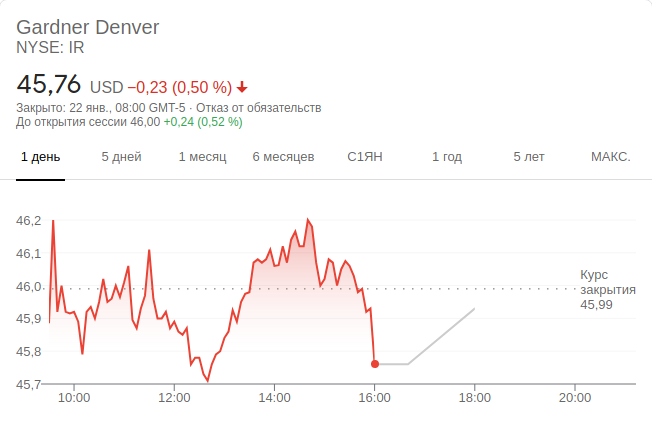 Gardner Denver
NYSE: IR
45,76 USD −0,23 (0,50 %)
Закрыто: 22 янв., 08:00 GMT-5 · Отказ от обязательств
До открытия сессии 46,00 +0,24 (0,52 %)
1 день 5 дней 1 месяц 6 месяцев С1ЯН 1 год 5 лет МАКС.
46,2
46,1
46,0
45,9
45,8
45,7
Курс
закрытия
45,99
10:00 12:00 14:00 16:00 18:00 20:00